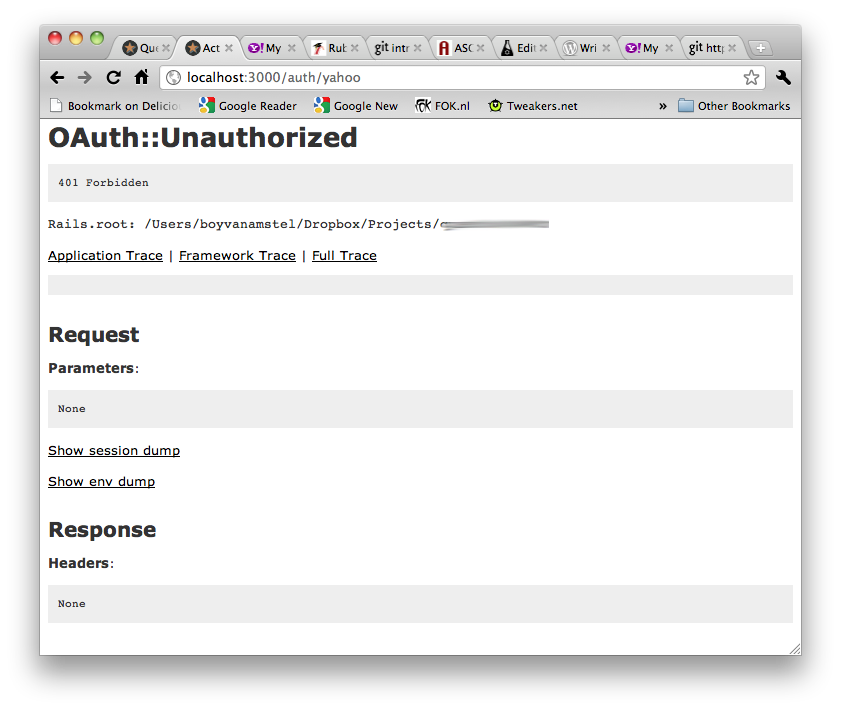 Que
Act
Y! My
Rub
git intr
ASC
Edit
Wri
Y! My
git http
localhost:3000/auth/yahoo
Bookmark on Delicio
Google Reader
Google New
FOK.nl
Tweakers.net
»
Other Bookmarks
OAuth::Unauthorized
401 Forbidden
Rails.root: /Users/boyvanamstel/Dropbox/Projects/
Application Trace | Framework Trace | Full Trace
Request
Parameters:
None
Show session dump
Show env dump
Response
Headers:
None